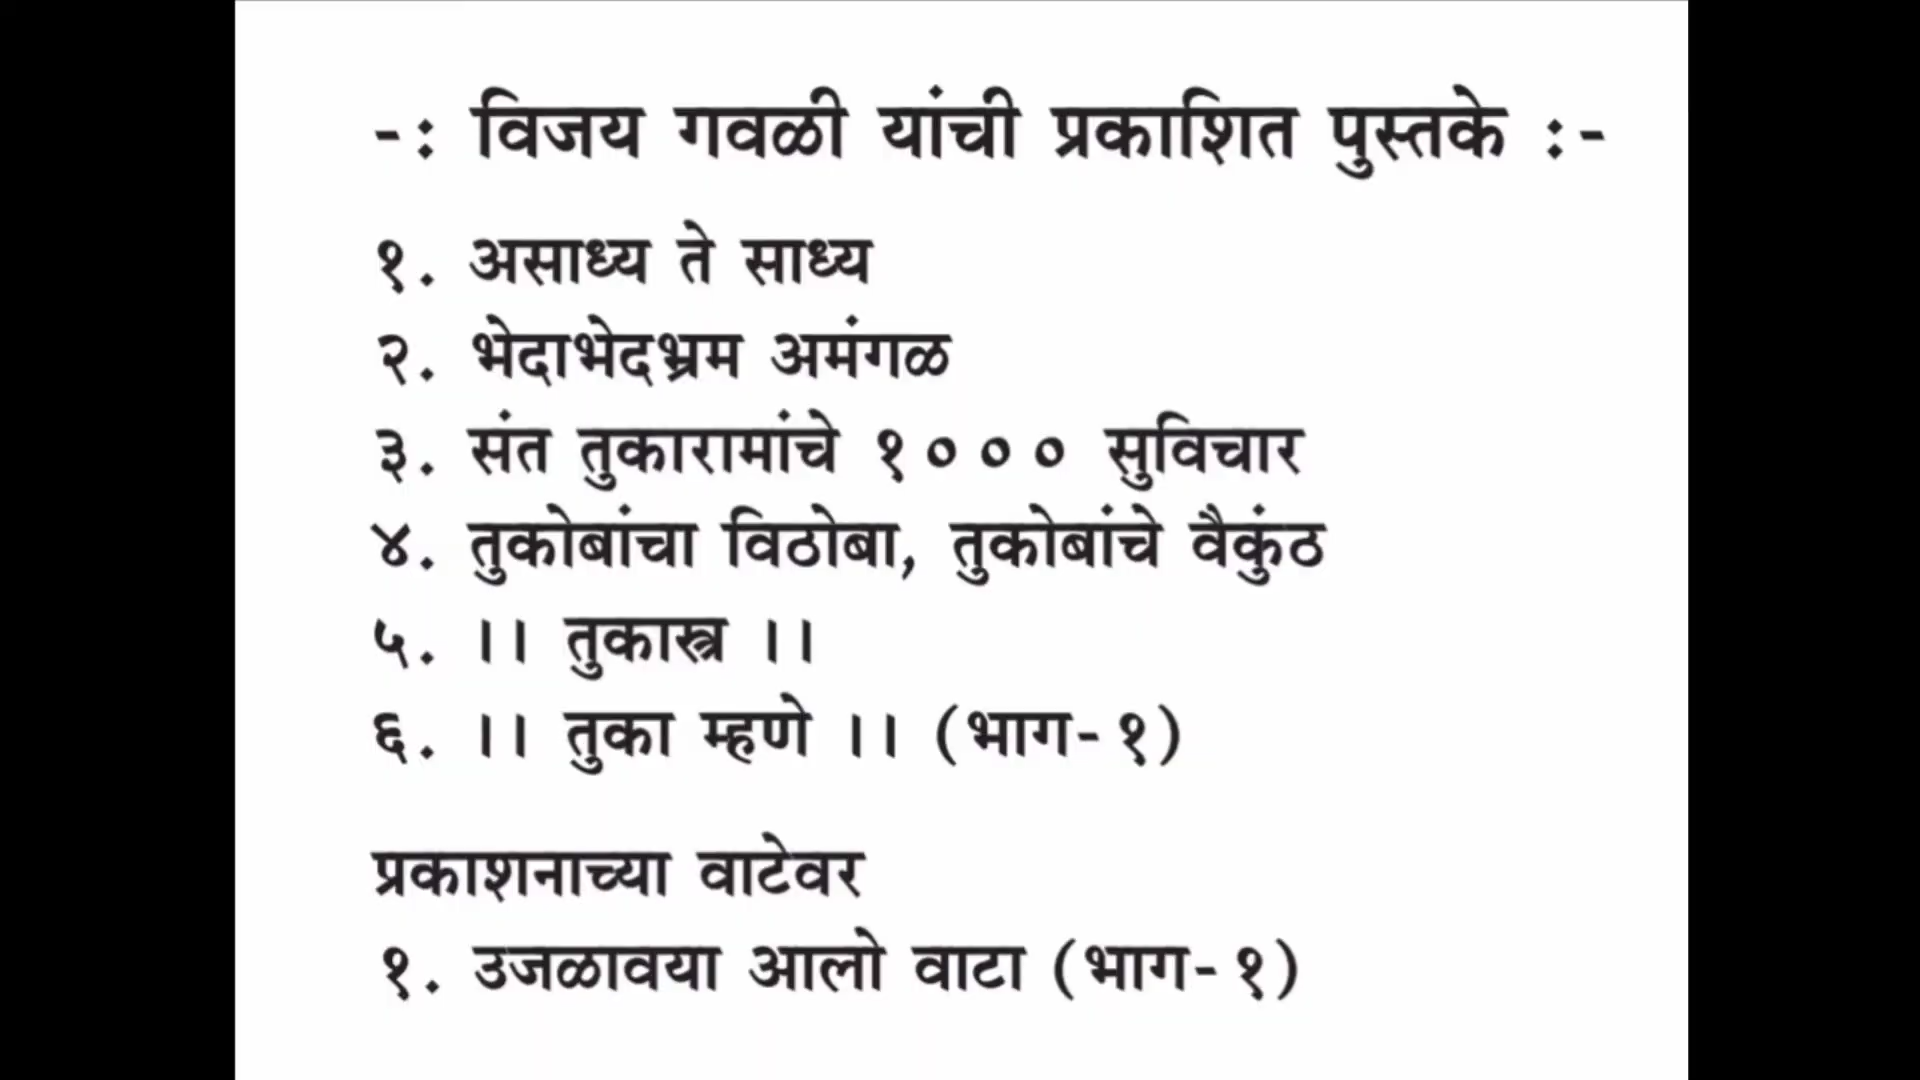 -: विजय गवळी यांची प्रकाशित पुस्तके :-
१. असाध्य ते साध्य
२. भेदाभेदभ्रम अमंगळ
३. संत तुकारामांचे १००० सुविचार
४. तुकोबांचा विठोबा, तुकोबांचे वैकुंठ
५. ।। तुकास्त्र ।।
६. ।। तुका म्हणे ।। (भाग-१)
प्रकाशनाच्या वाटेवर
१. उजळावया आलो वाटा (भाग-१)